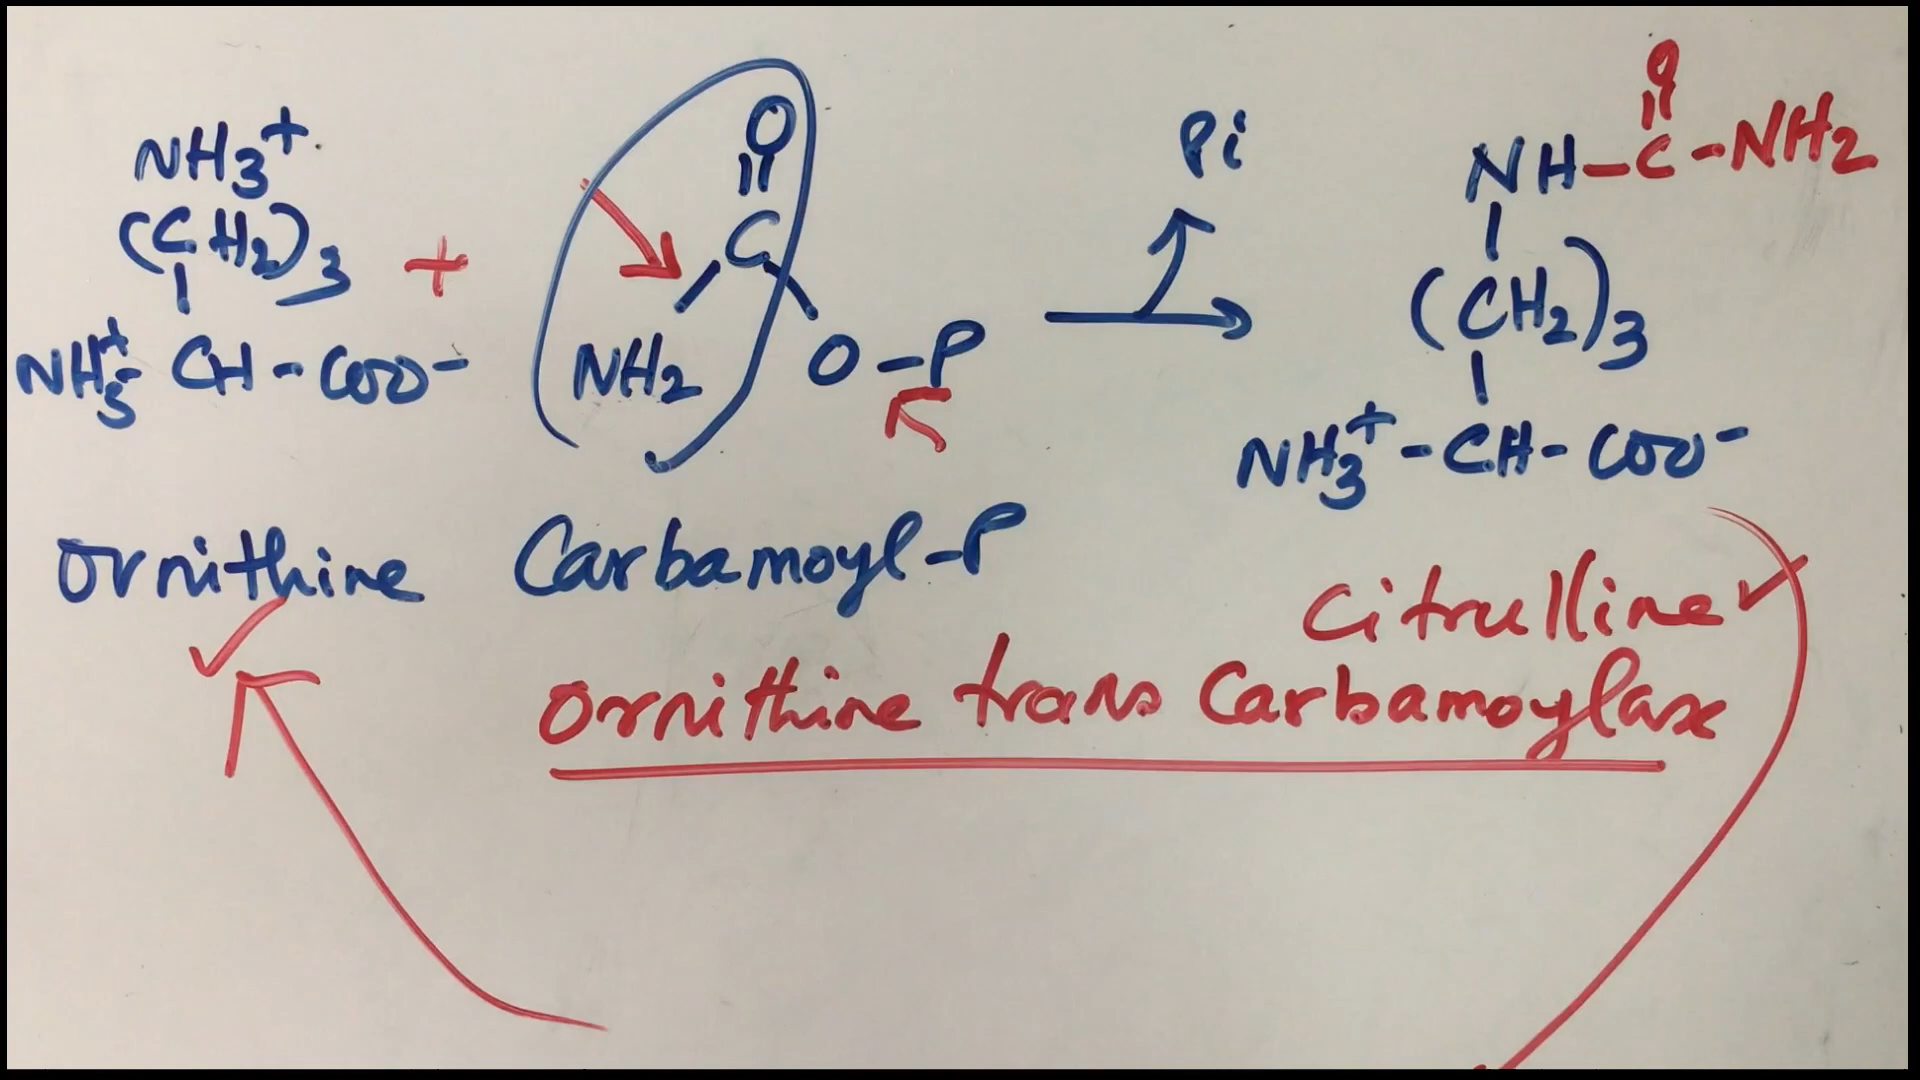 NH3+
(CH2)3
NH3+ - CH - COO-
+
O
C
NH2
O - P
Pi
NH - C - NH2
O
(CH2)3
NH3+ - CH - COO-
Ornithine
Carbamoyl-P
Citrulline
Ornithine trans Carbamoylase